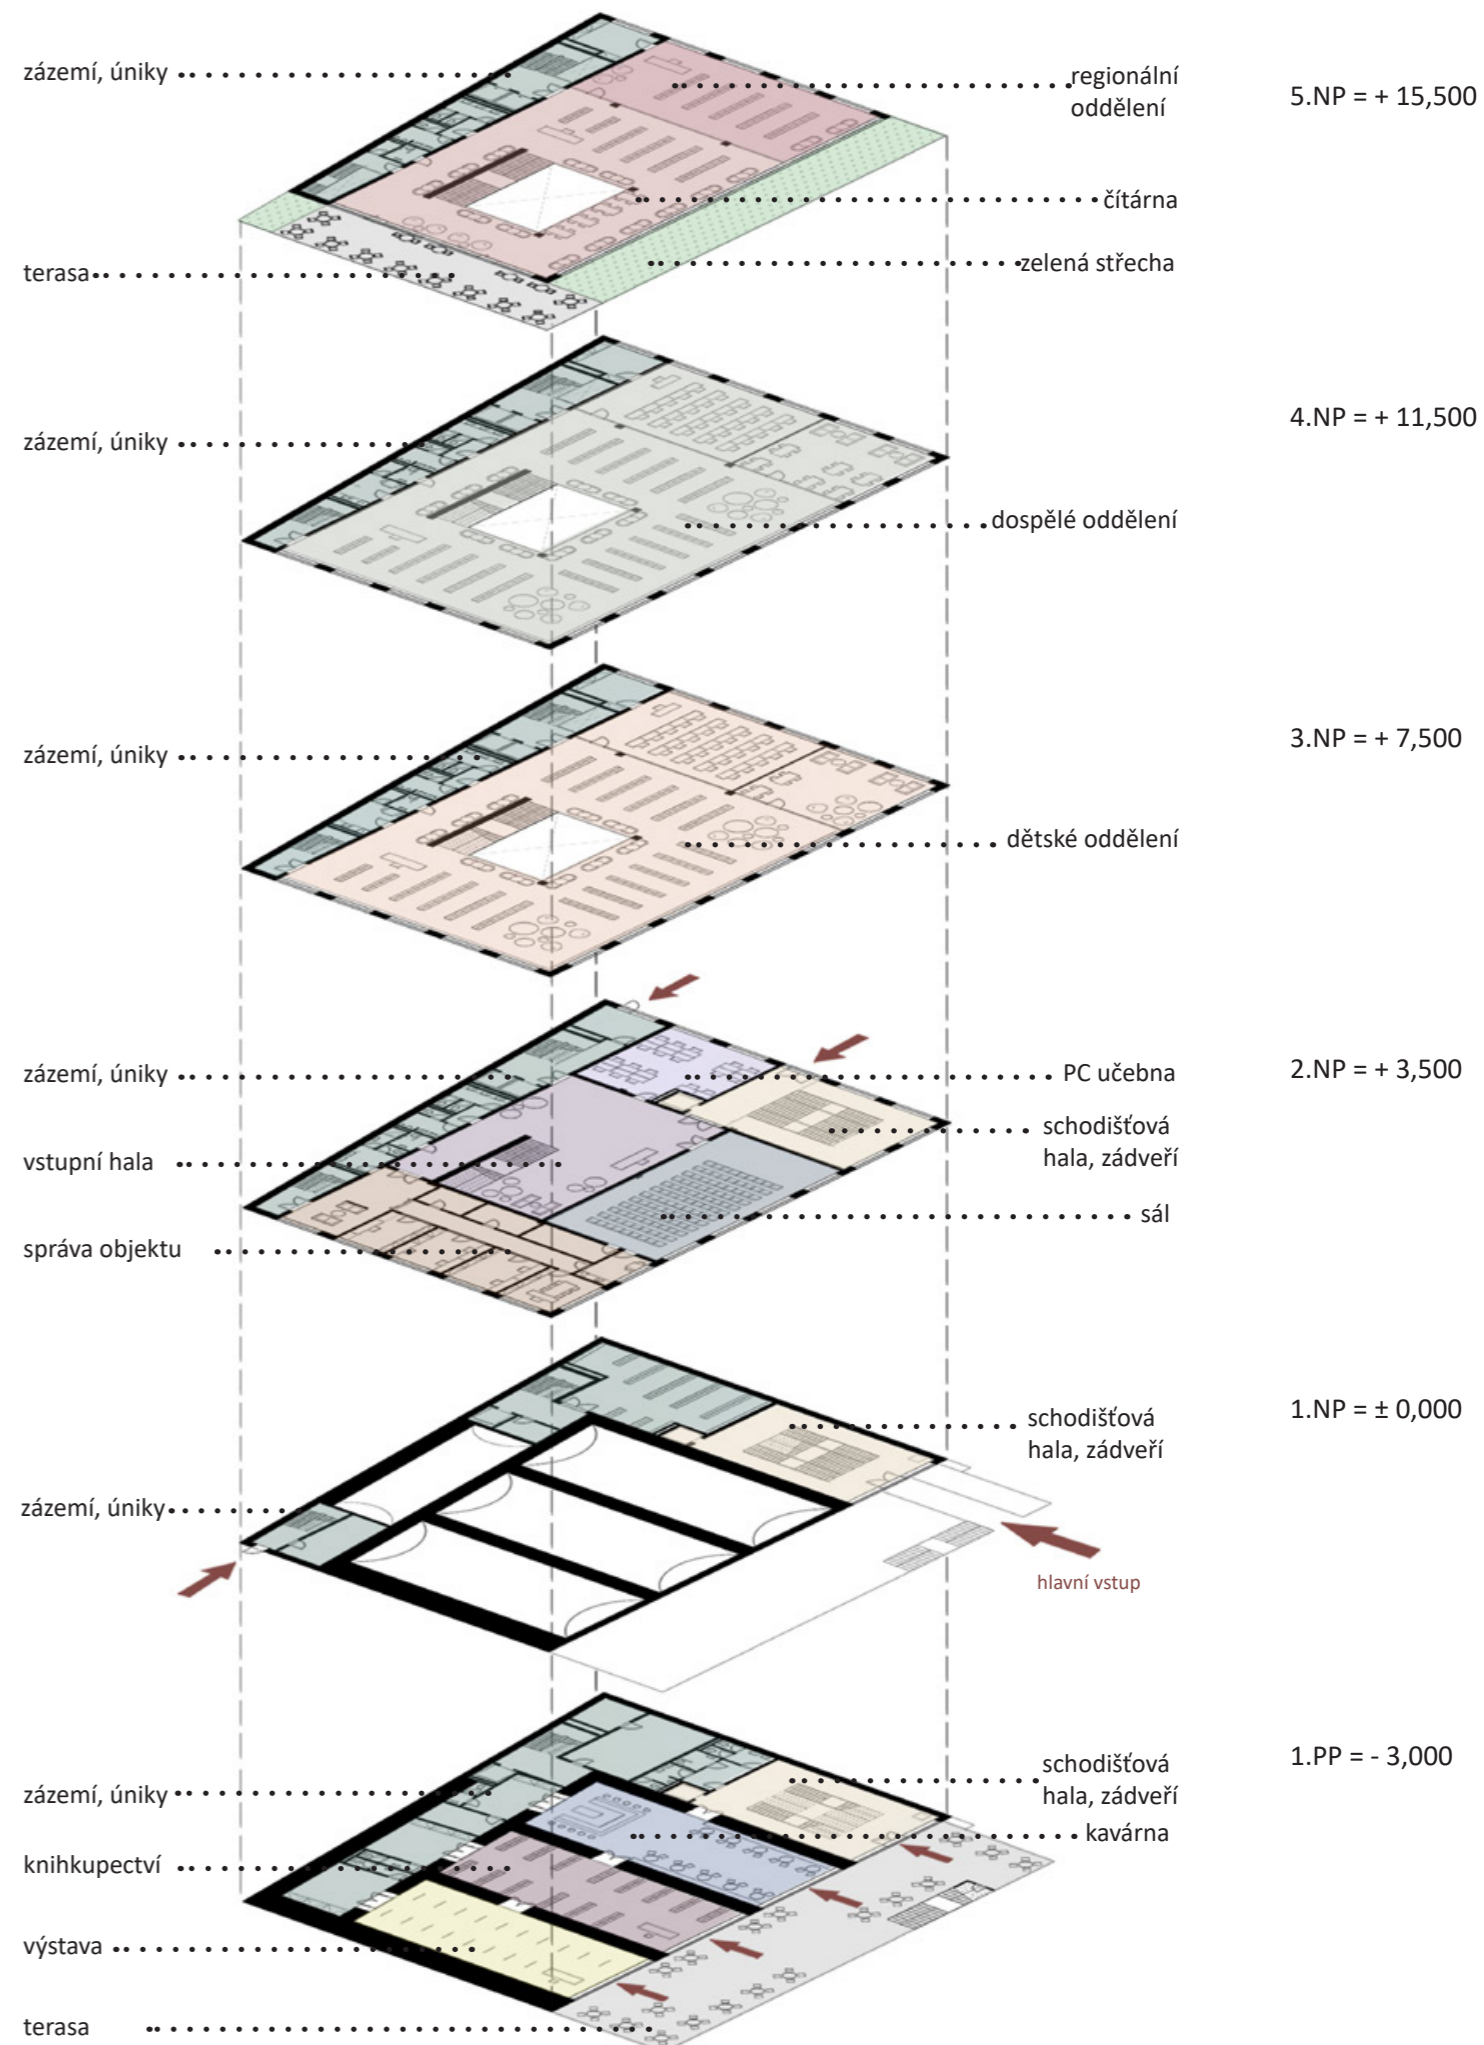 zázemí, úniky
regionální
oddělení
5.NP = + 15,500
čítárna
terasa
zelená střecha
4.NP = + 11,500
zázemí, úniky
dospělé oddělení
3.NP = + 7,500
zázemí, úniky
dětské oddělení
zázemí, úniky
PC učebna
2.NP = + 3,500
schodišťová
hala, zádveří
vstupní hala
sál
správa objektu
1.NP = ± 0,000
schodišťová
hala, zádveří
zázemí, úniky
hlavní vstup
1.PP = - 3,000
schodišťová
hala, zádveří
zázemí, úniky
kavárna
knihkupectví
výstava
terasa